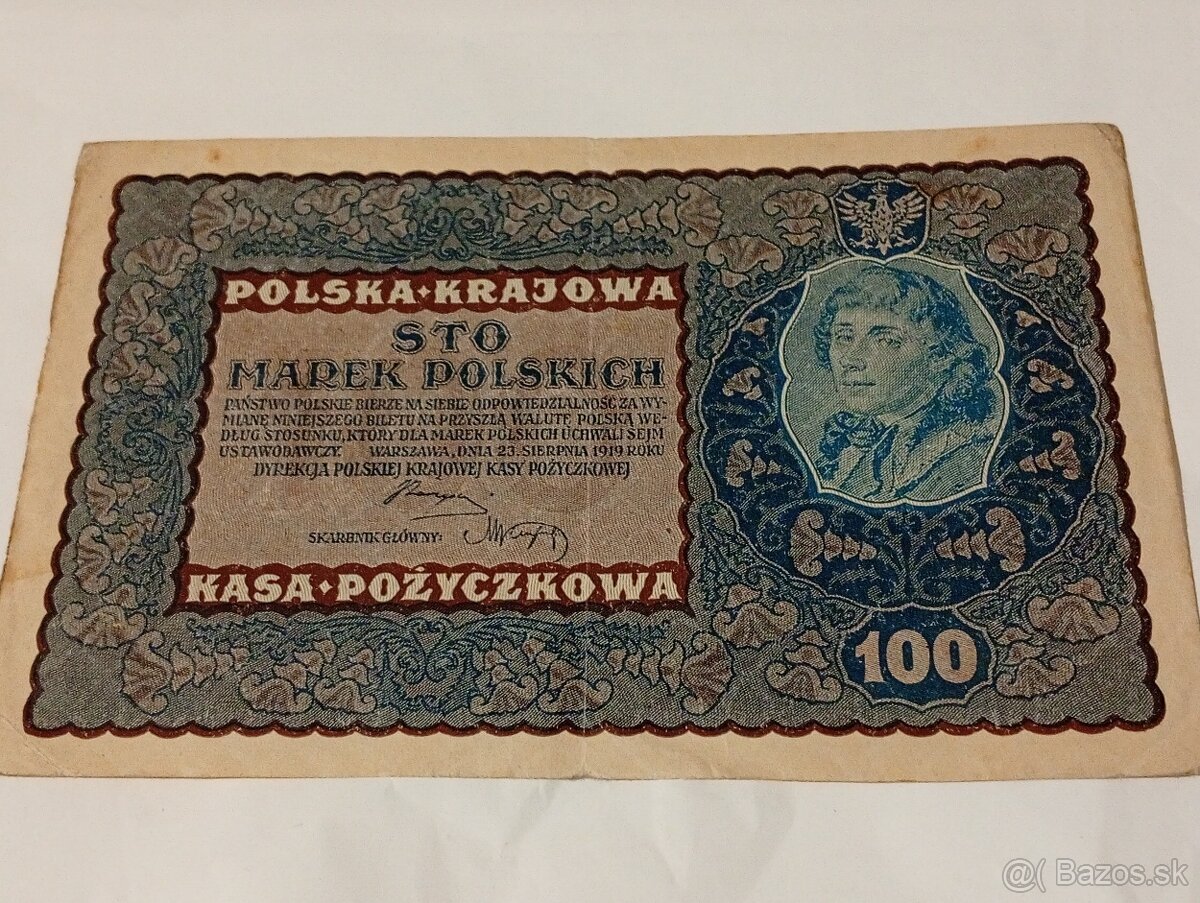 POLSKA·KRAJOWA
STO
MAREK POLSKICH
PAŃSTWO POLSKIE BIERZE NA SIEBIE ODPOWIEDZIALNOŚĆ ZA WY-
MIANĘ NINIEJSZEGO BILETU NA PRZYSZŁĄ WALUTĘ POLSKĄ WE-
DŁUG STOSUNKU, KTÓRY DLA MAREK POLSKICH UCHWALI SEJM
USTAWODAWCZY. WARSZAWA, DNIA 23. SIERPNIA 1919 ROKU
DYREKCJA POLSKIEJ KRAJOWEJ KASY POŻYCZKOWEJ
SKARBNIK GŁÓWNY:
KASA·POŻYCZKOWA
100
@( Bazos.sk